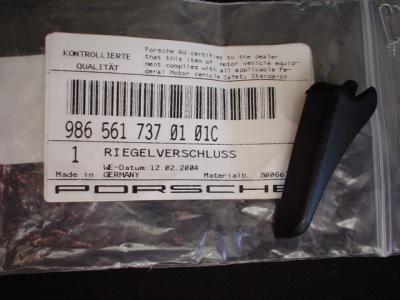 KONTROLLIERTE
QUALITÄT
Porsche AG certifies to the dealer
that this item of motor vehicle equip-
ment complies with all applicable Fe-
deral Motor Vehicle Safety Standards
986 561 737 01 01C
1 RIEGELVERSCHLUSS
WE-Datum:12 02.2004
Made in GERMANY Materialb.
PORSCHE